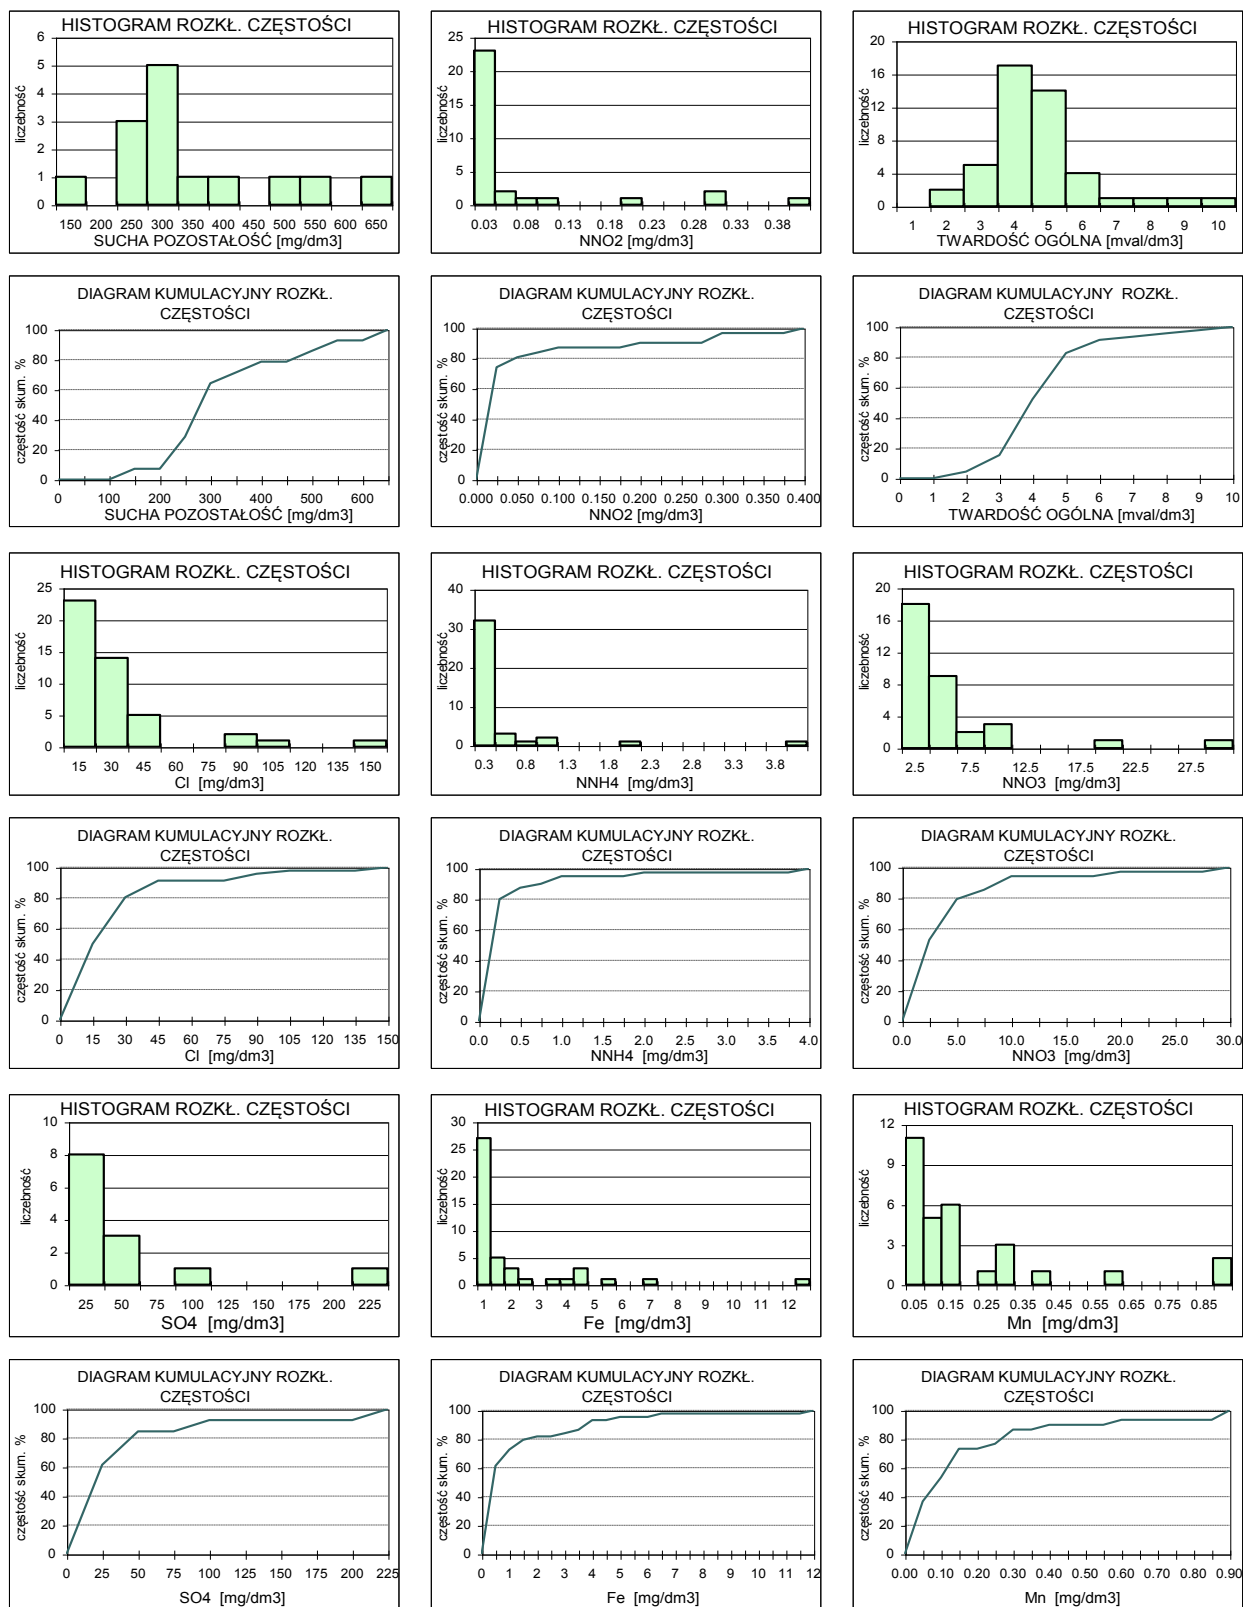 HISTOGRAM ROZKŁ. CZĘSTOŚCI
liczebność
6
5
4
3
2
1
0
150 200 250 300 350 400 450 500 550 600 650
SUCHA POZOSTAŁOŚĆ [mg/dm3]
HISTOGRAM ROZKŁ. CZĘSTOŚCI
liczebność
25
20
15
10
5
0
0.03 0.08 0.13 0.18 0.23 0.28 0.33 0.38
NNO2 [mg/dm3]
HISTOGRAM ROZKŁ. CZĘSTOŚCI
liczebność
20
16
12
8
4
0
1 2 3 4 5 6 7 8 9 10
TWARDOŚĆ OGÓLNA [mval/dm3]
DIAGRAM KUMULACYJNY ROZKŁ.
CZĘSTOŚCI
częstość skum. %
100
80
60
40
20
0
0 100 200 300 400 500 600
SUCHA POZOSTAŁOŚĆ [mg/dm3]
DIAGRAM KUMULACYJNY ROZKŁ.
CZĘSTOŚCI
częstość skum. %
100
80
60
40
20
0
0.000 0.050 0.100 0.150 0.200 0.250 0.300 0.350 0.400
NNO2 [mg/dm3]
DIAGRAM KUMULACYJNY ROZKŁ.
CZĘSTOŚCI
częstość skum. %
100
80
60
40
20
0
0 1 2 3 4 5 6 7 8 9 10
TWARDOŚĆ OGÓLNA [mval/dm3]
HISTOGRAM ROZKŁ. CZĘSTOŚCI
liczebność
25
20
15
10
5
0
15 30 45 60 75 90 105 120 135 150
Cl [mg/dm3]
HISTOGRAM ROZKŁ. CZĘSTOŚCI
liczebność
40
30
20
10
0
0.3 0.8 1.3 1.8 2.3 2.8 3.3 3.8
NNH4 [mg/dm3]
HISTOGRAM ROZKŁ. CZĘSTOŚCI
liczebność
20
16
12
8
4
0
2.5 7.5 12.5 17.5 22.5 27.5
NNO3 [mg/dm3]
DIAGRAM KUMULACYJNY ROZKŁ.
CZĘSTOŚCI
częstość skum. %
100
80
60
40
20
0
0 15 30 45 60 75 90 105 120 135 150
Cl [mg/dm3]
DIAGRAM KUMULACYJNY ROZKŁ.
CZĘSTOŚCI
częstość skum. %
100
80
60
40
20
0
0.0 0.5 1.0 1.5 2.0 2.5 3.0 3.5 4.0
NNH4 [mg/dm3]
DIAGRAM KUMULACYJNY ROZKŁ.
CZĘSTOŚCI
częstość skum. %
100
80
60
40
20
0
0.0 5.0 10.0 15.0 20.0 25.0 30.0
NNO3 [mg/dm3]
HISTOGRAM ROZKŁ. CZĘSTOŚCI
liczebność
10
8
6
4
2
0
25 50 75 100 125 150 175 200 225
SO4 [mg/dm3]
HISTOGRAM ROZKŁ. CZĘSTOŚCI
liczebność
30
25
20
15
10
5
0
1 2 3 4 5 6 7 8 9 10 11 12
Fe [mg/dm3]
HISTOGRAM ROZKŁ. CZĘSTOŚCI
liczebność
12
9
6
3
0
0.05 0.15 0.25 0.35 0.45 0.55 0.65 0.75 0.85
Mn [mg/dm3]
DIAGRAM KUMULACYJNY ROZKŁ.
CZĘSTOŚCI
częstość skum. %
100
80
60
40
20
0
0 25 50 75 100 125 150 175 200 225
SO4 [mg/dm3]
DIAGRAM KUMULACYJNY ROZKŁ.
CZĘSTOŚCI
częstość skum. %
100
80
60
40
20
0
0 1 2 3 4 5 6 7 8 9 10 11 12
Fe [mg/dm3]
DIAGRAM KUMULACYJNY ROZKŁ.
CZĘSTOŚCI
częstość skum. %
100
80
60
40
20
0
0.00 0.10 0.20 0.30 0.40 0.50 0.60 0.70 0.80 0.90
Mn [mg/dm3]